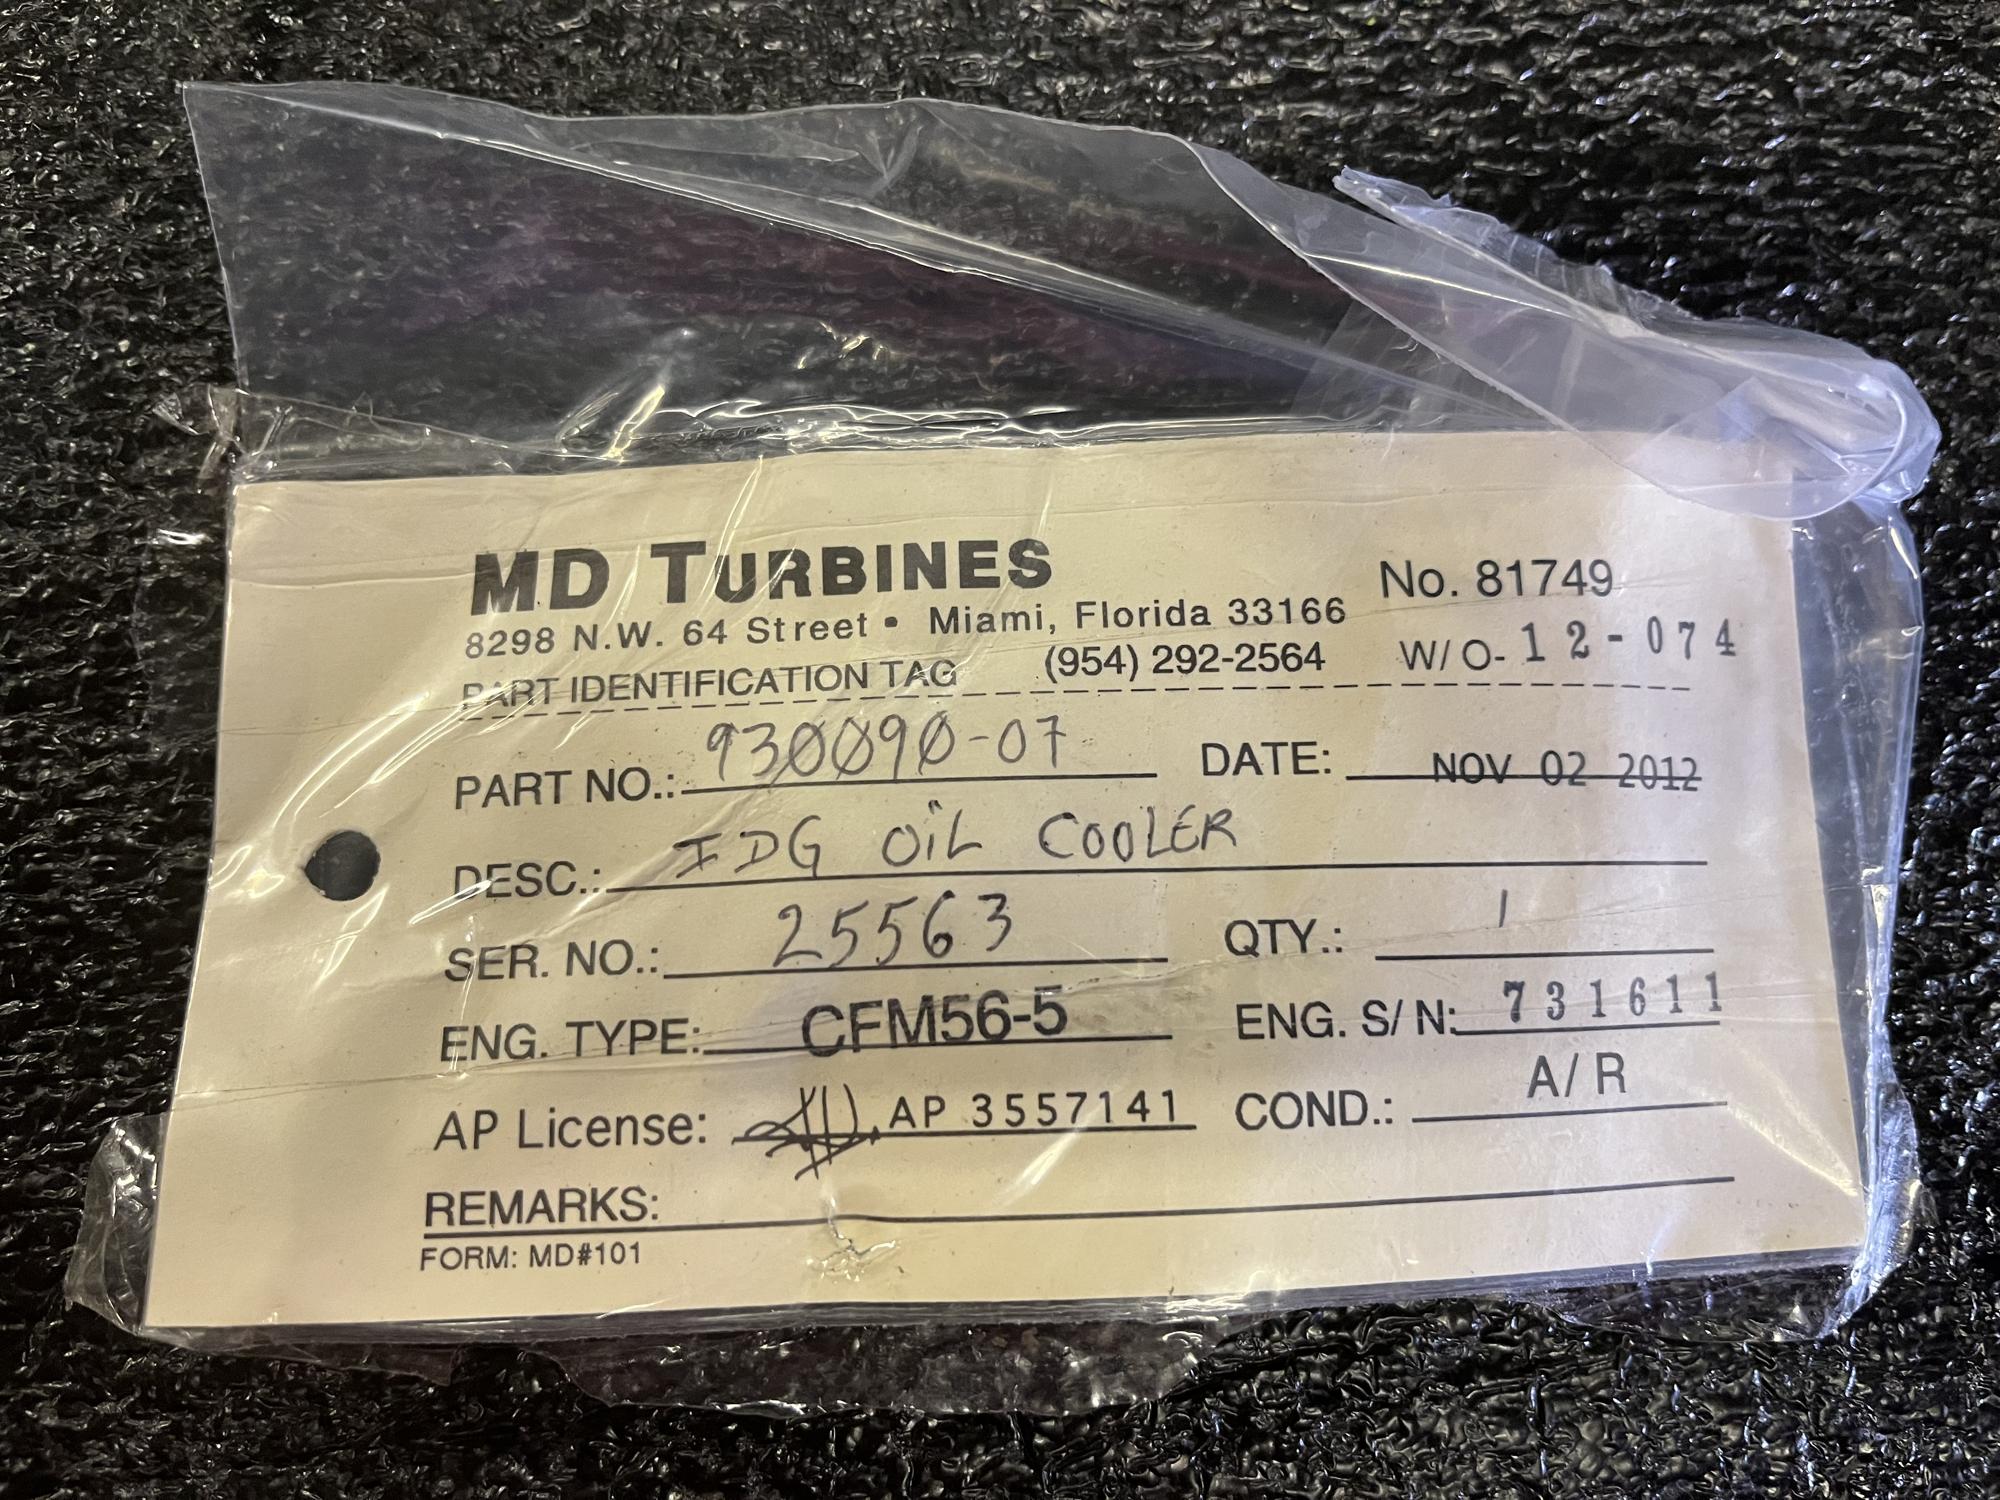 MD TURBINES
No. 81749
8298 N.W. 64 Street • Miami, Florida 33166
PART IDENTIFICATION TAG (954) 292-2564 W/O- 12-074
PART NO.: 930090-07 DATE: NOV 02 2012
DESC.: IDG OIL COOLER
SER. NO.: 25563 QTY.: 1
ENG. TYPE: CFM56-5 ENG. S/N: 731611
AP License: AP 3557141 COND.: A/R
REMARKS:
FORM: MD#101